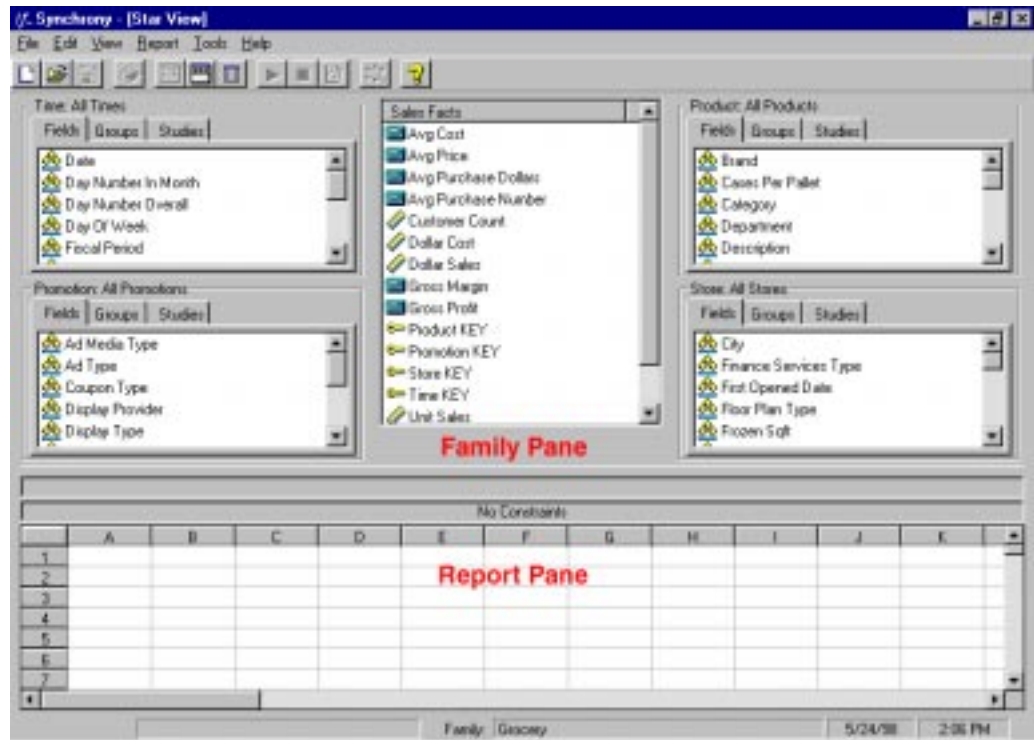 Synchrony - [Star View]
File Edit View Report Tools Help
Time: All Times
Fields Groups Studies
Date
Day Number In Month
Day Number Overall
Day Of Week
Fiscal Period
Promotion: All Promotions
Fields Groups Studies
Ad Media Type
Ad Type
Coupon Type
Display Provider
Display Type
Sales Facts
Avg Cost
Avg Price
Avg Purchase Dollars
Avg Purchase Number
Customer Count
Dollar Cost
Dollar Sales
Gross Margin
Gross Profit
Product KEY
Promotion KEY
Store KEY
Time KEY
Unit Sales
Family Pane
Product: All Products
Fields Groups Studies
Brand
Cases Per Pallet
Category
Department
Description
Store: All Stores
Fields Groups Studies
City
Finance Services Type
First Opened Date
Floor Plan Type
Frozen Sqft
No Constraints
A B C D E F G H I J K
1
2
3
4
5
6
7
Report Pane
Family: Grocery 5/24/98 2:06 PM